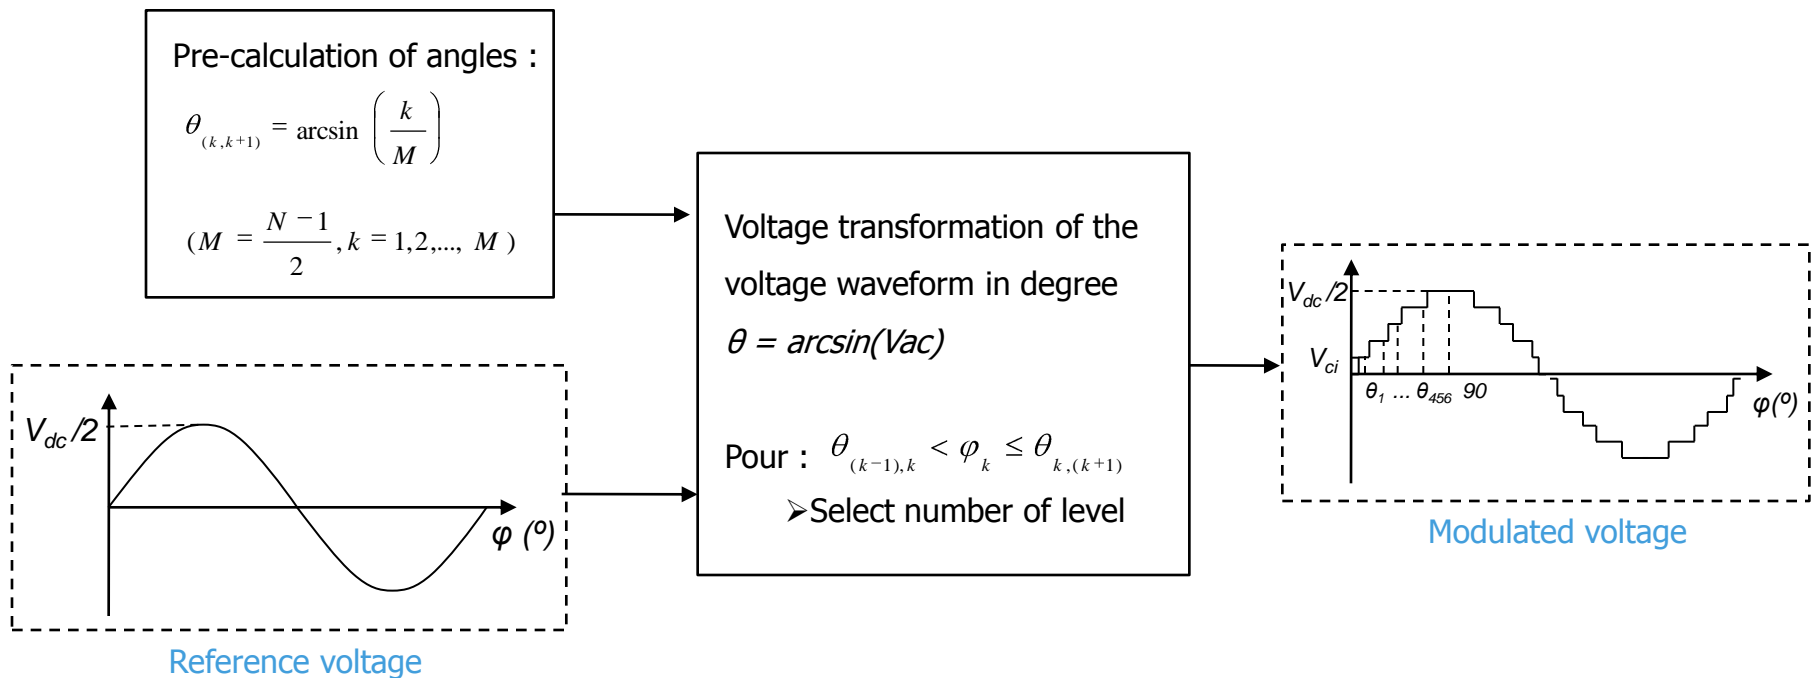 Pre-calculation of angles :
θ(k,k+1) = arcsin (k/M)
(M = (N − 1)/2, k = 1,2,..., M )
Vdc/2
φ (º)
Reference voltage
Voltage transformation of the
voltage waveform in degree
θ = arcsin(Vac)
Pour : θ(k−1),k < φk ≤ θk,(k+1)
➢Select number of level
Vdc/2
Vci
θ1 ... θ456 90
φ(º)
Modulated voltage